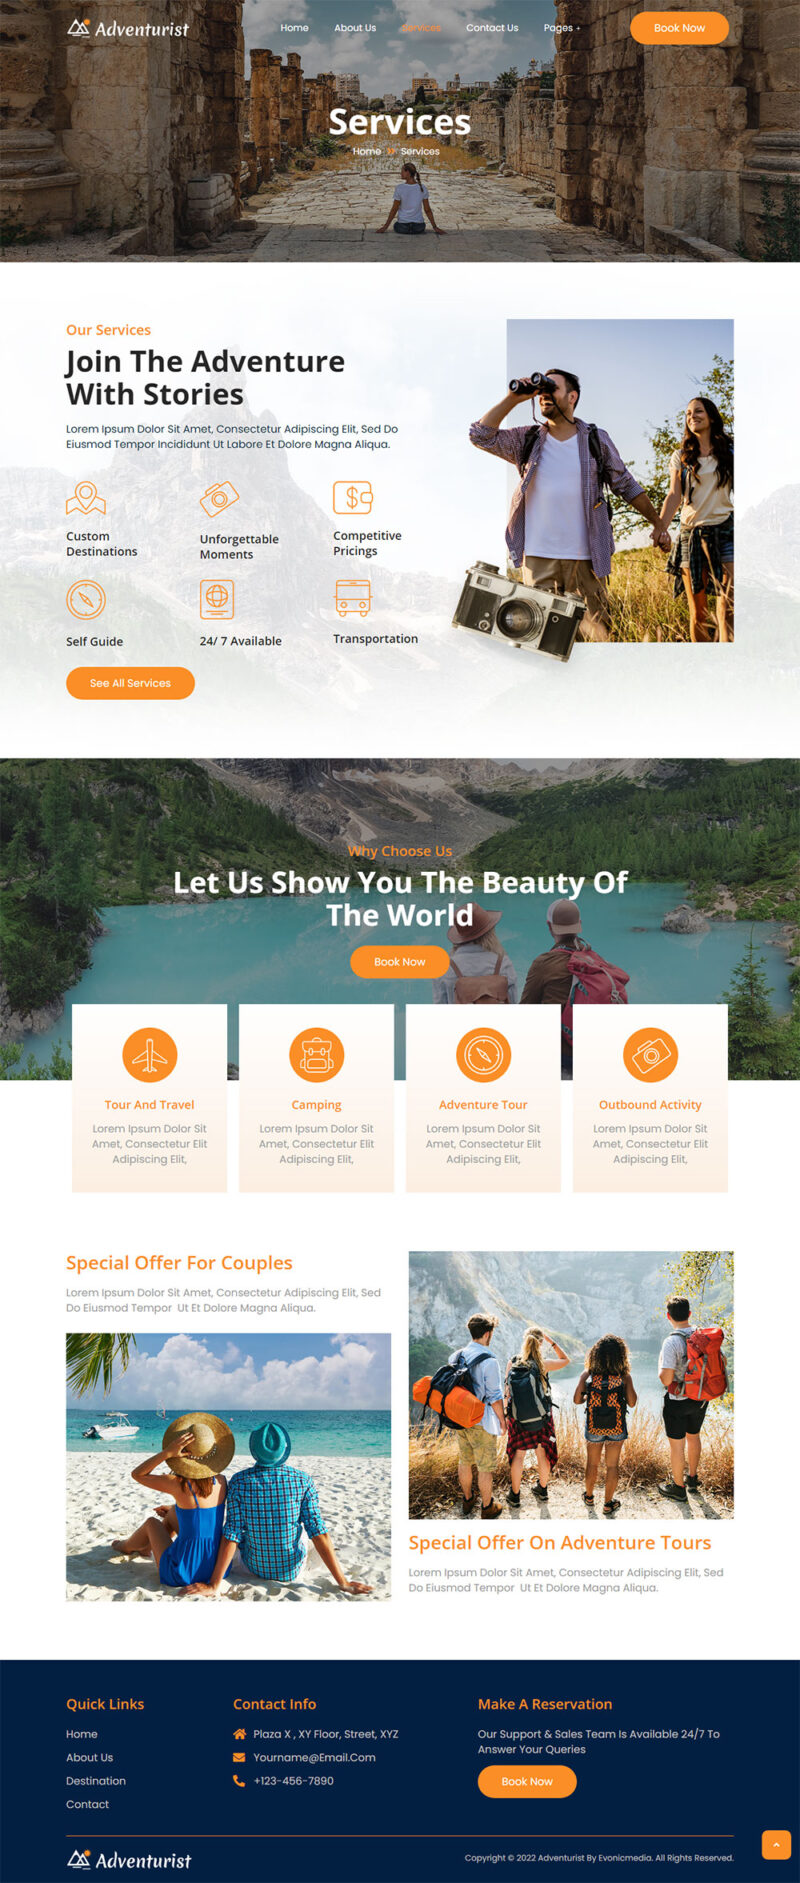 Adventurist
Home About Us Services Contact Us Pages +
Book Now
Services
Home Services
Our Services
Join The Adventure
With Stories
Lorem Ipsum Dolor Sit Amet, Consectetur Adipiscing Elit, Sed Do
Eiusmod Tempor Incididunt Ut Labore Et Dolore Magna Aliqua.
Custom
Destinations
Unforgettable
Moments
Competitive
Pricings
Self Guide
24/ 7 Available
Transportation
See All Services
Why Choose Us
Let Us Show You The Beauty Of
The World
Book Now
Tour And Travel
Lorem Ipsum Dolor Sit
Amet, Consectetur Elit
Adipiscing Elit,
Camping
Lorem Ipsum Dolor Sit
Amet, Consectetur Elit
Adipiscing Elit,
Adventure Tour
Lorem Ipsum Dolor Sit
Amet, Consectetur Elit
Adipiscing Elit,
Outbound Activity
Lorem Ipsum Dolor Sit
Amet, Consectetur Elit
Adipiscing Elit,
Special Offer For Couples
Lorem Ipsum Dolor Sit Amet, Consectetur Adipiscing Elit, Sed
Do Eiusmod Tempor  Ut Et Dolore Magna Aliqua.
Special Offer On Adventure Tours
Lorem Ipsum Dolor Sit Amet, Consectetur Adipiscing Elit, Sed
Do Eiusmod Tempor  Ut Et Dolore Magna Aliqua.
Quick Links
Home
About Us
Destination
Contact
Contact Info
Plaza X , XY Floor, Street, XYZ
Yourname@Email.Com
+123-456-7890
Make A Reservation
Our Support & Sales Team Is Available 24/7 To
Answer Your Queries
Book Now
Adventurist
Copyright © 2022 Adventurist By Evonicmedia. All Rights Reserved.